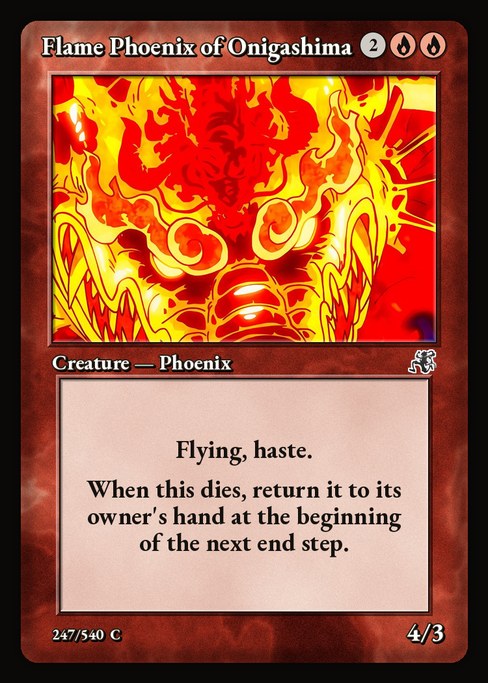 Flame Phoenix of Onigashima 2
Creature — Phoenix
Flying, haste.
When this dies, return it to its
owner's hand at the beginning
of the next end step.
247/540 C
4/3